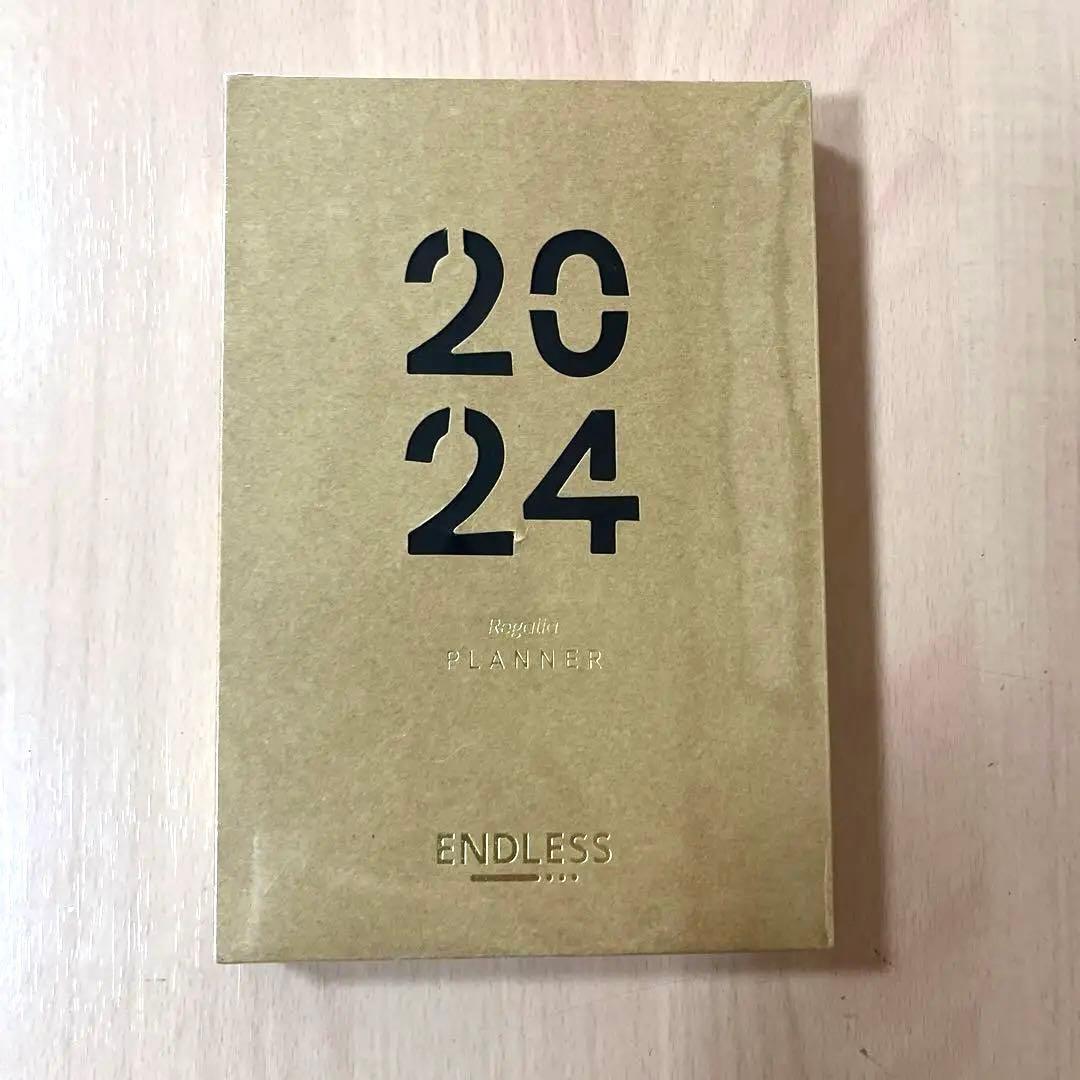 20
24
Regalia
PLANNER
ENDLESS